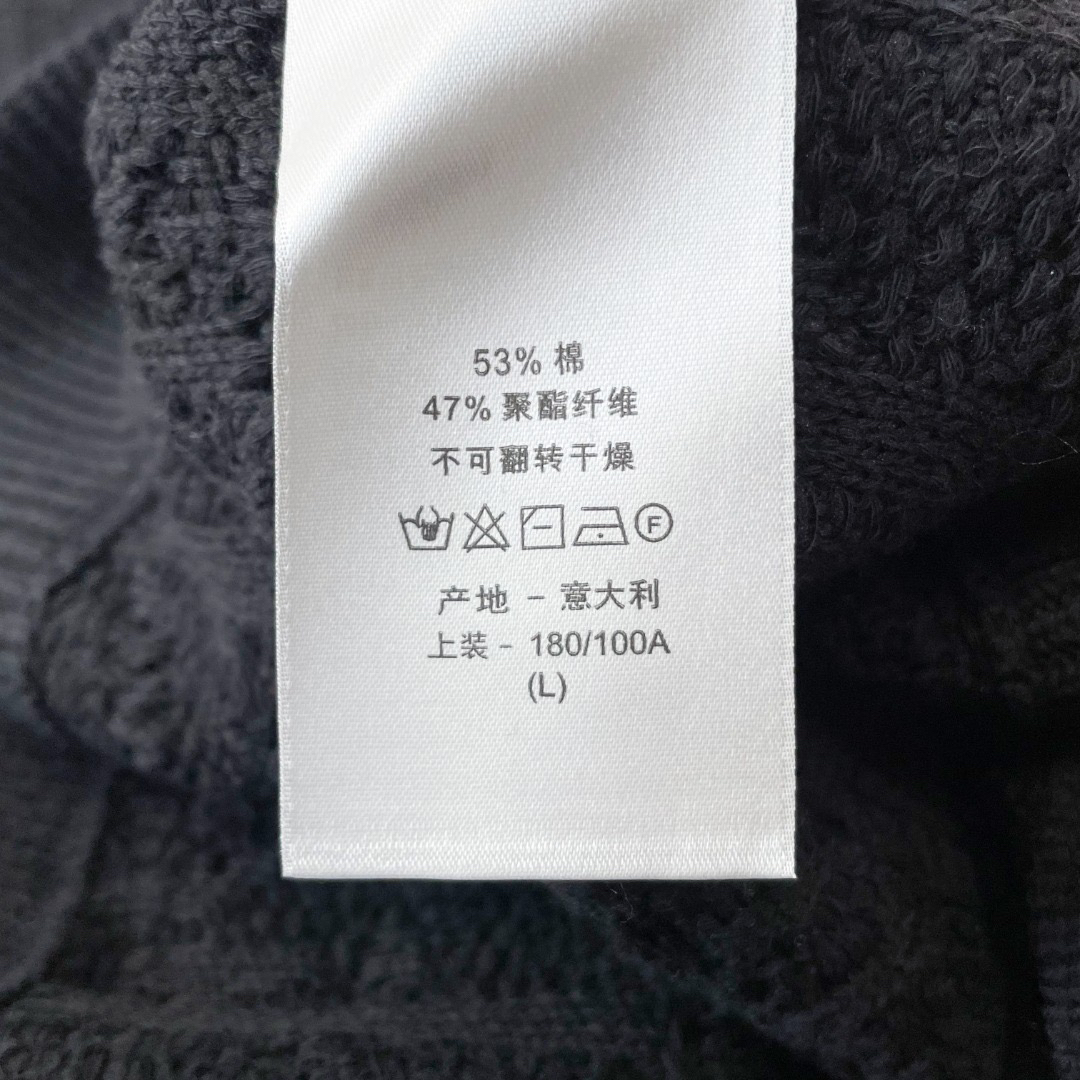 53% 棉
47% 聚酯纤维
不可翻转干燥
F
产地 - 意大利
上装 - 180/100A
(L)